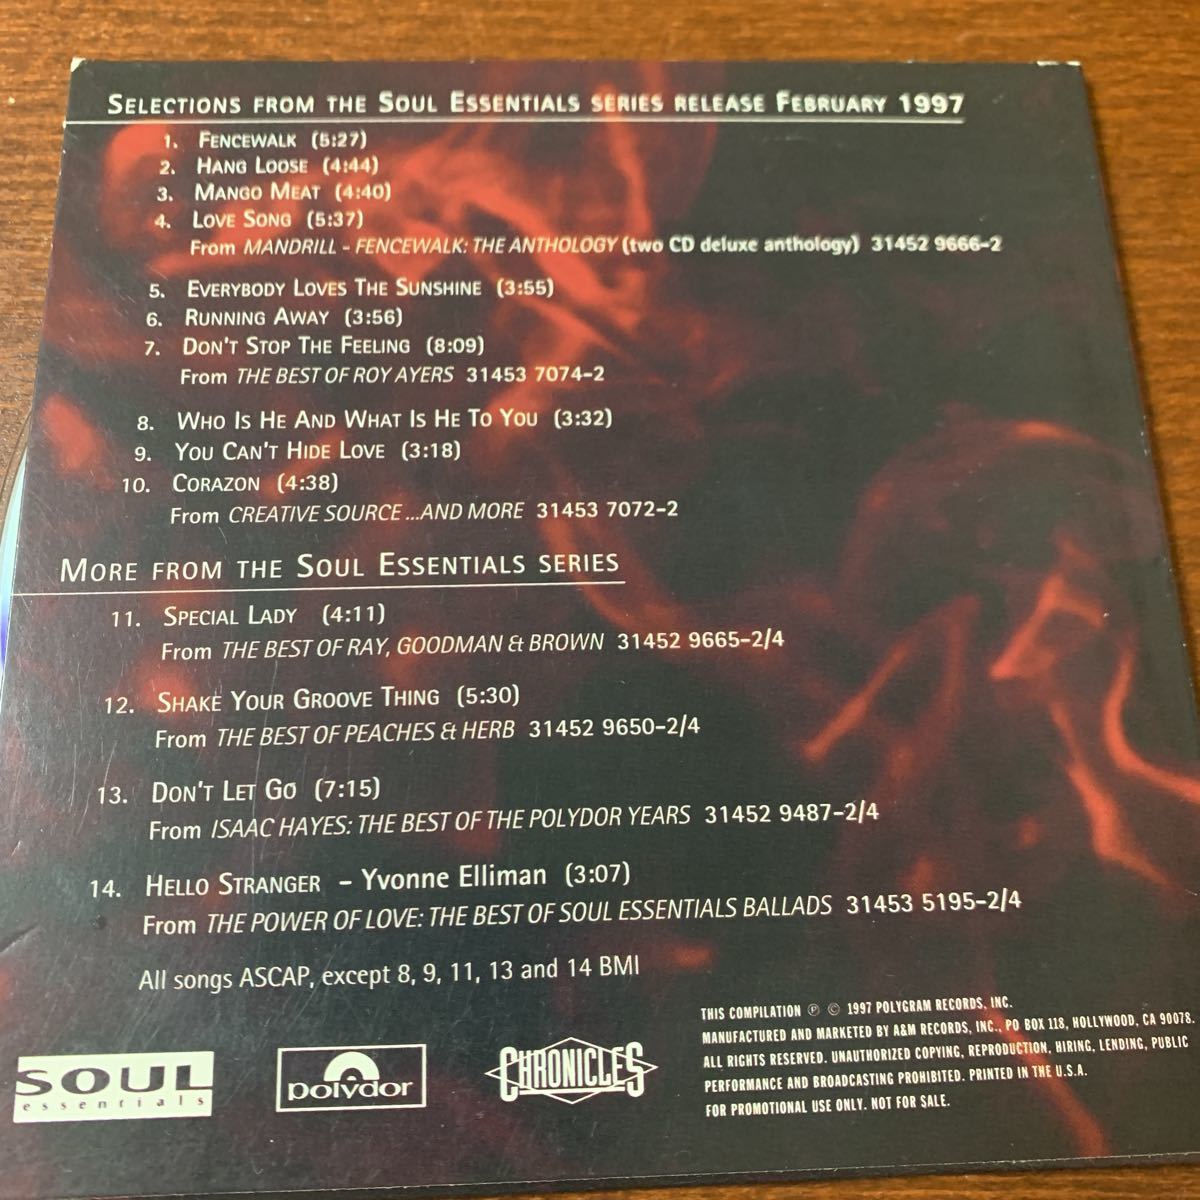 SELECTIONS FROM THE SOUL ESSENTIALS SERIES RELEASE FEBRUARY 1997
1. FENCEWALK (5:27)
2. HANG LOOSE (4:44)
3. MANGO MEAT (4:40)
4. LOVE SONG (5:37)
From MANDRILL - FENCEWALK: THE ANTHOLOGY (two CD deluxe anthology) 31452 9666-2
5. EVERYBODY LOVES THE SUNSHINE (3:55)
6. RUNNING AWAY (3:56)
7. DON'T STOP THE FEELING (8:09)
From THE BEST OF ROY AYERS 31453 7074-2
8. WHO IS HE AND WHAT IS HE TO YOU (3:32)
9. YOU CAN'T HIDE LOVE (3:18)
10. CORAZON (4:38)
From CREATIVE SOURCE ...AND MORE 31453 7072-2
MORE FROM THE SOUL ESSENTIALS SERIES
11. SPECIAL LADY (4:11)
From THE BEST OF RAY, GOODMAN & BROWN 31452 9665-2/4
12. SHAKE YOUR GROOVE THING (5:30)
From THE BEST OF PEACHES & HERB 31452 9650-2/4
13. DON'T LET GO (7:15)
From ISAAC HAYES: THE BEST OF THE POLYDOR YEARS 31452 9487-2/4
14. HELLO STRANGER - Yvonne Elliman (3:07)
From THE POWER OF LOVE: THE BEST OF SOUL ESSENTIALS BALLADS 31453 5195-2/4
All songs ASCAP, except 8, 9, 11, 13 and 14 BMI
THIS COMPILATION ℗ © 1997 POLYGRAM RECORDS, INC.
MANUFACTURED AND MARKETED BY A&M RECORDS, INC., PO BOX 118, HOLLYWOOD, CA 90078.
ALL RIGHTS RESERVED. UNAUTHORIZED COPYING, REPRODUCTION, HIRING, LENDING, PUBLIC
PERFORMANCE AND BROADCASTING PROHIBITED. PRINTED IN THE U.S.A.
FOR PROMOTIONAL USE ONLY. NOT FOR SALE.
SOUL
essentials
polydor
CHRONICLES